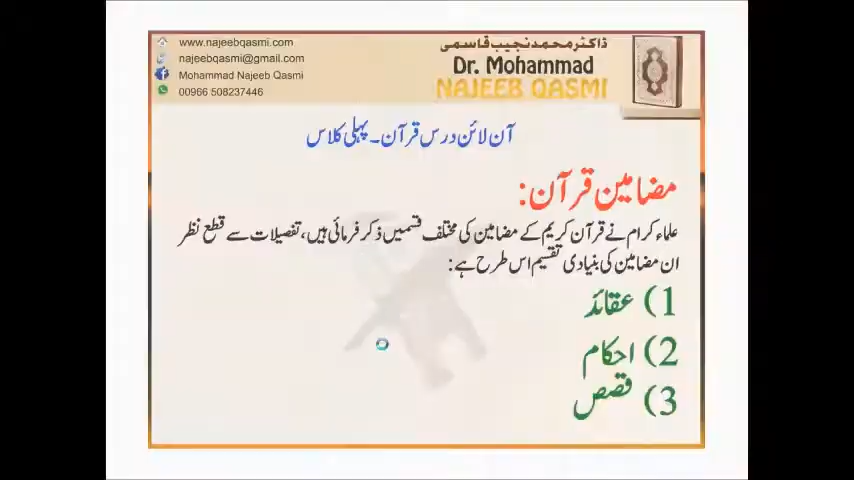 www.najeebqasmi.com
najeebqasmi@gmail.com
Mohammad Najeeb Qasmi
00966 508237446
ڈاکٹر محمد نجیب قاسمی
Dr. Mohammad
NAJEEB QASMI
آن لائن درس قرآن۔ پہلی کلاس
مضامین قرآن:
علماء کرام نے قرآن کریم کے مضامین کی مختلف قسمیں ذکر فرمائی ہیں، تفصیلات سے قطع نظر
ان مضامین کی بنیادی تقسیم اس طرح ہے:
1) عقائد
2) احکام
3) قصص